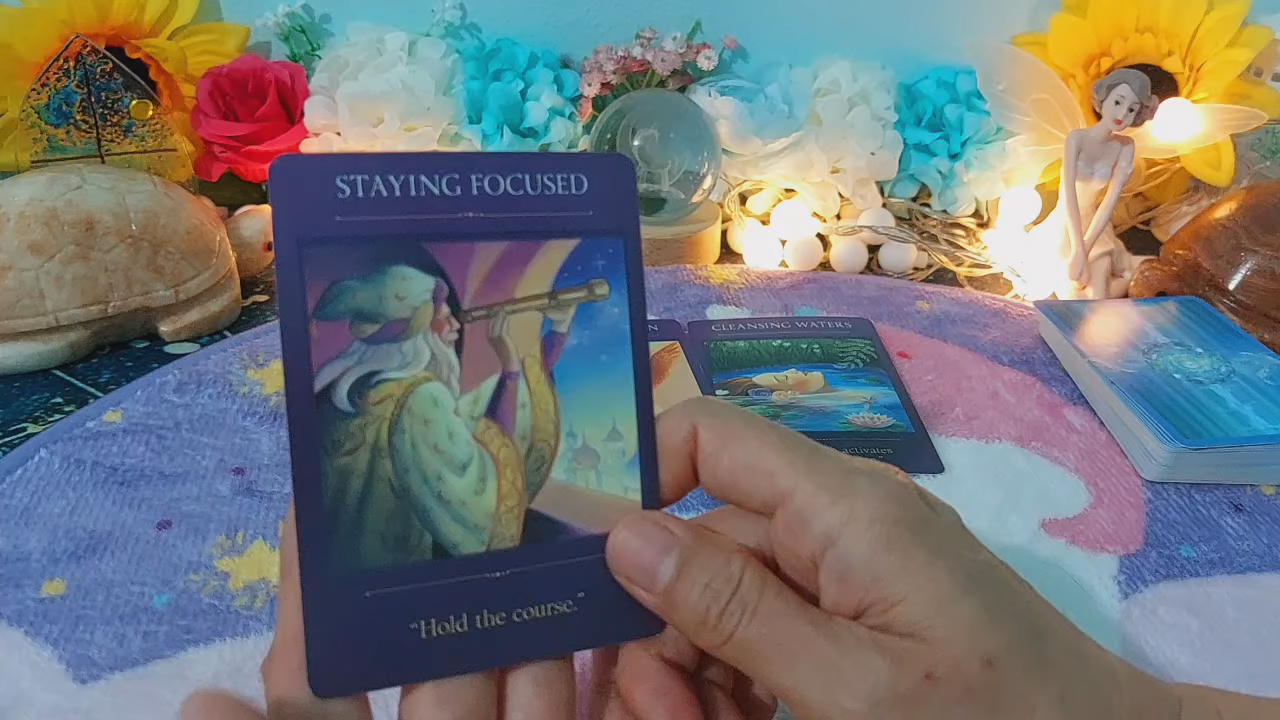 STAYING FOCUSED
"Hold the course."
N
CLEANSING WATERS
activates